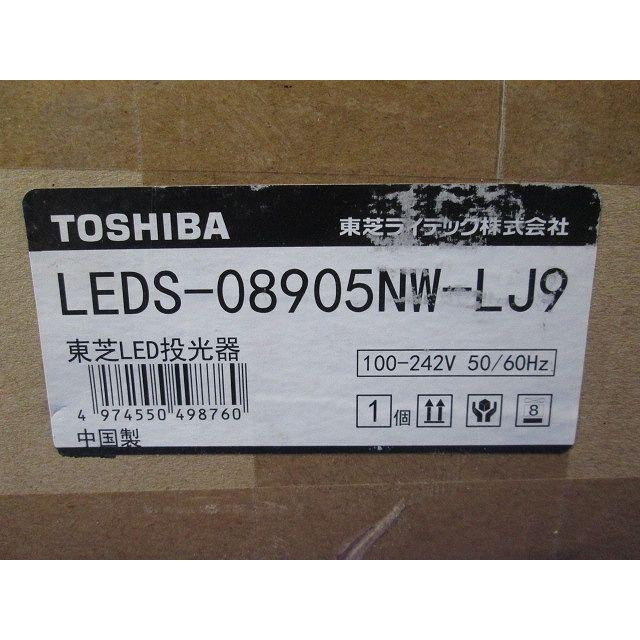 TOSHIBA 東芝ライテック株式会社
LEDS-08905NW-LJ9
東芝LED投光器
100-242V 50/60Hz
4 974550 498760
1個
8
中国製